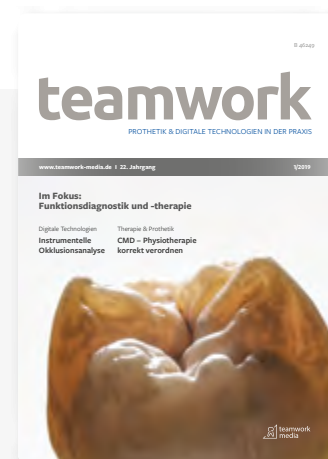 B 46049
teamwork
PROTHETIK & DIGITALE TECHNOLOGIEN IN DER PRAXIS
www.teamwork-media.de I 22. Jahrgang 1/2019
Im Fokus:
Funktionsdiagnostik und -therapie
Digitale Technologien
Instrumentelle
Okklusionsanalyse
Therapie & Prothetik
CMD – Physiotherapie
korrekt verordnen
teamwork
media